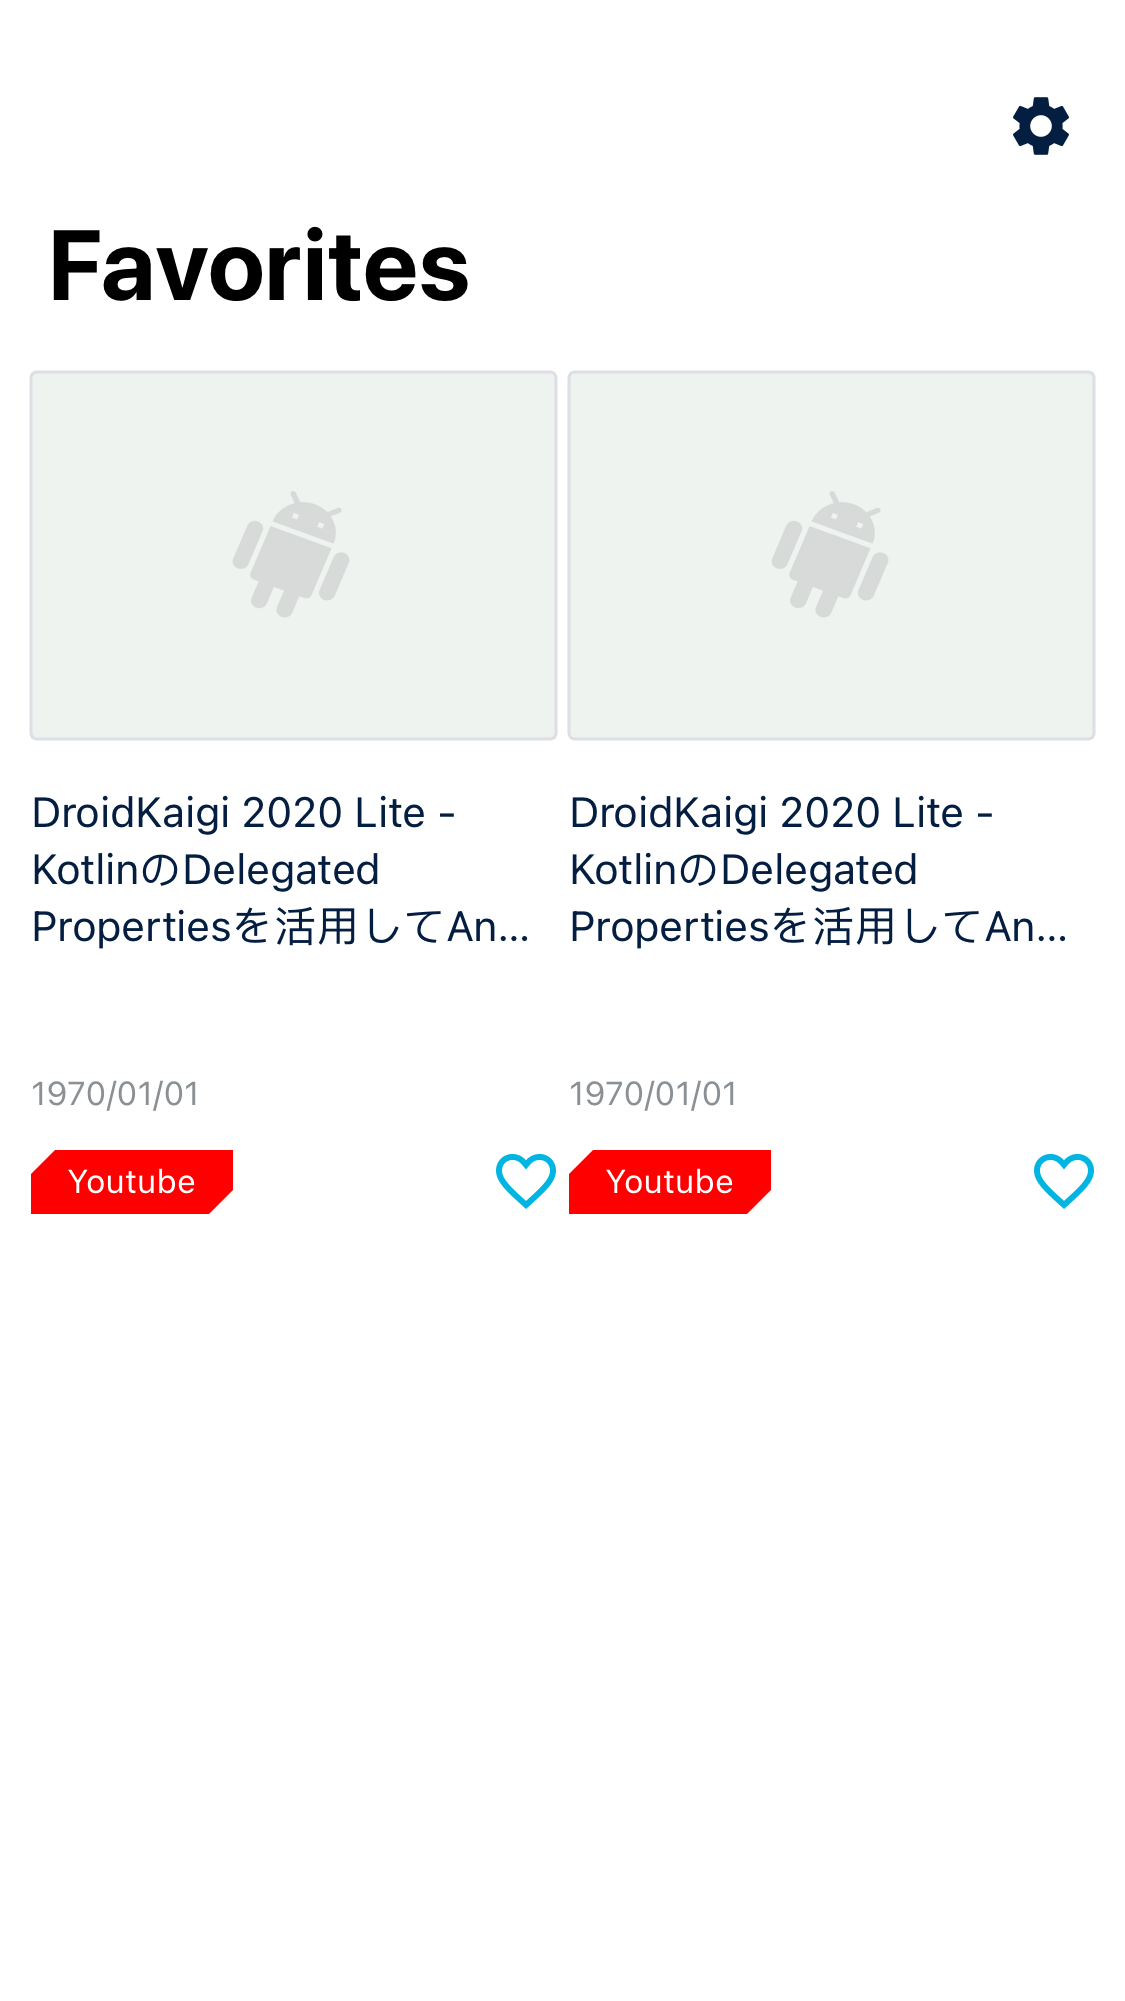 Favorites
DroidKaigi 2020 Lite -
KotlinのDelegated
Propertiesを活用してAn...
1970/01/01
Youtube
DroidKaigi 2020 Lite -
KotlinのDelegated
Propertiesを活用してAn...
1970/01/01
Youtube